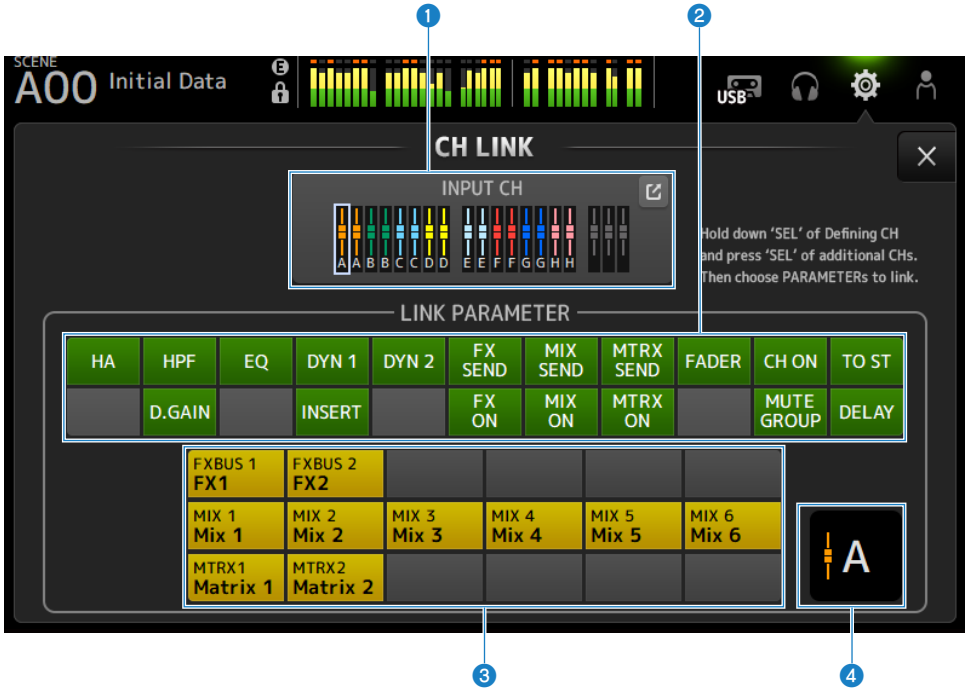 1
2
SCENE
A00 Initial Data
E
USB
CH LINK
INPUT CH
A A B B C C D D E E F F G G H H
Hold down ‘SEL’ of Defining CH
and press ‘SEL’ of additional CHs.
Then choose PARAMETERs to link.
LINK PARAMETER
HA
HPF
EQ
DYN 1
DYN 2
FX
SEND
MIX
SEND
MTRX
SEND
FADER
CH ON
TO ST
D.GAIN
INSERT
FX
ON
MIX
ON
MTRX
ON
MUTE
GROUP
DELAY
FXBUS 1
FX1
FXBUS 2
FX2
MIX 1
Mix 1
MIX 2
Mix 2
MIX 3
Mix 3
MIX 4
Mix 4
MIX 5
Mix 5
MIX 6
Mix 6
MTRX1
Matrix 1
MTRX2
Matrix 2
A
3
4